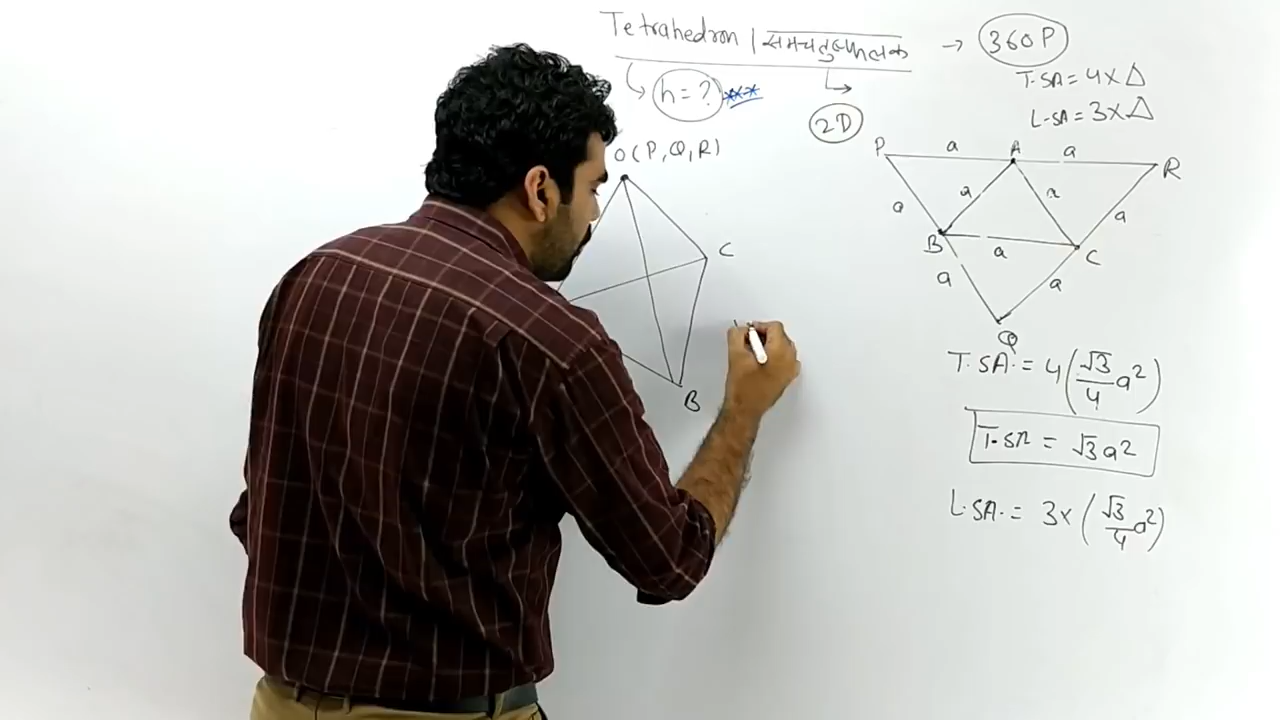 Tetrahedron | समचतुष्फलक → 360P
h = ? ***
2D
T.SA = 4 × Δ
L.SA = 3 × Δ
O (P, Q, R)
C
B
P a A a R
a a a a
B a C
a a
Q
T.SA. = 4 (√3/4 a²)
T.SA = √3 a²
L.SA. = 3 × (√3/4 a²)